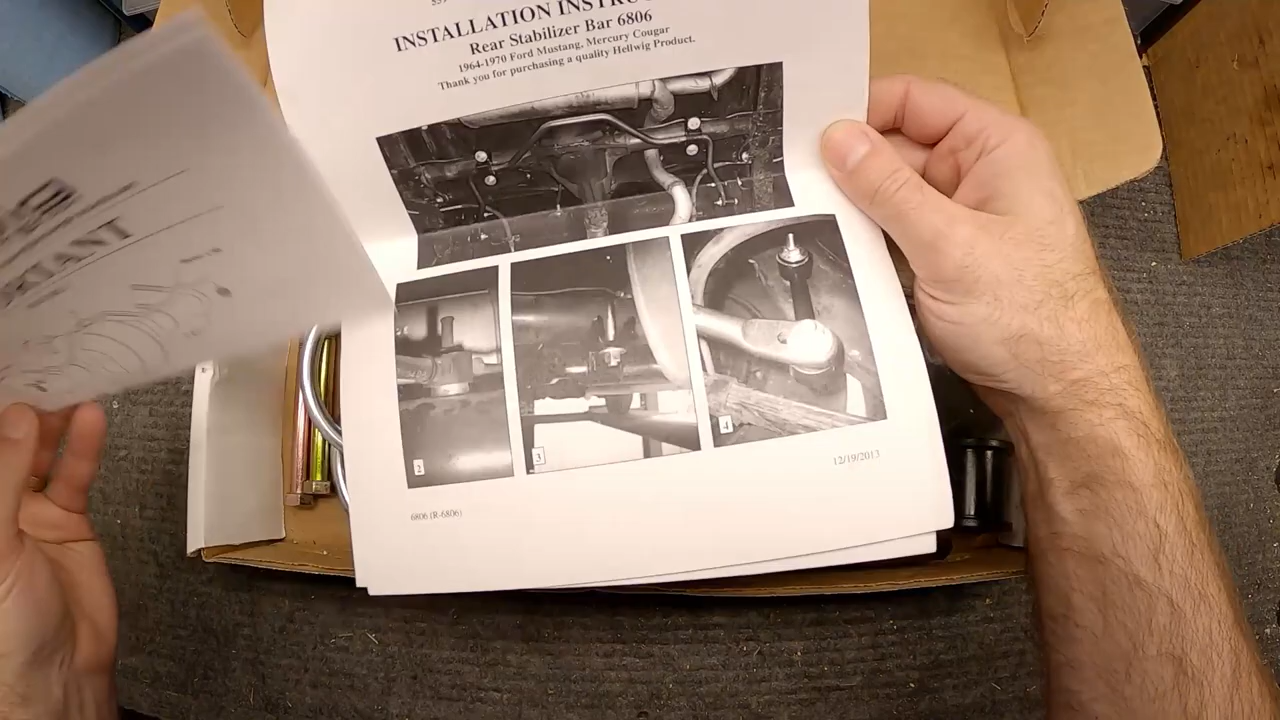 INSTALLATION
Rear Stabilizer Bar 6806
1964-1970 Ford Mustang, Mercury Cougar
Thank you for purchasing a quality Hellwig Product.
2
3
4
12/19/2013
6806 (R-6806)